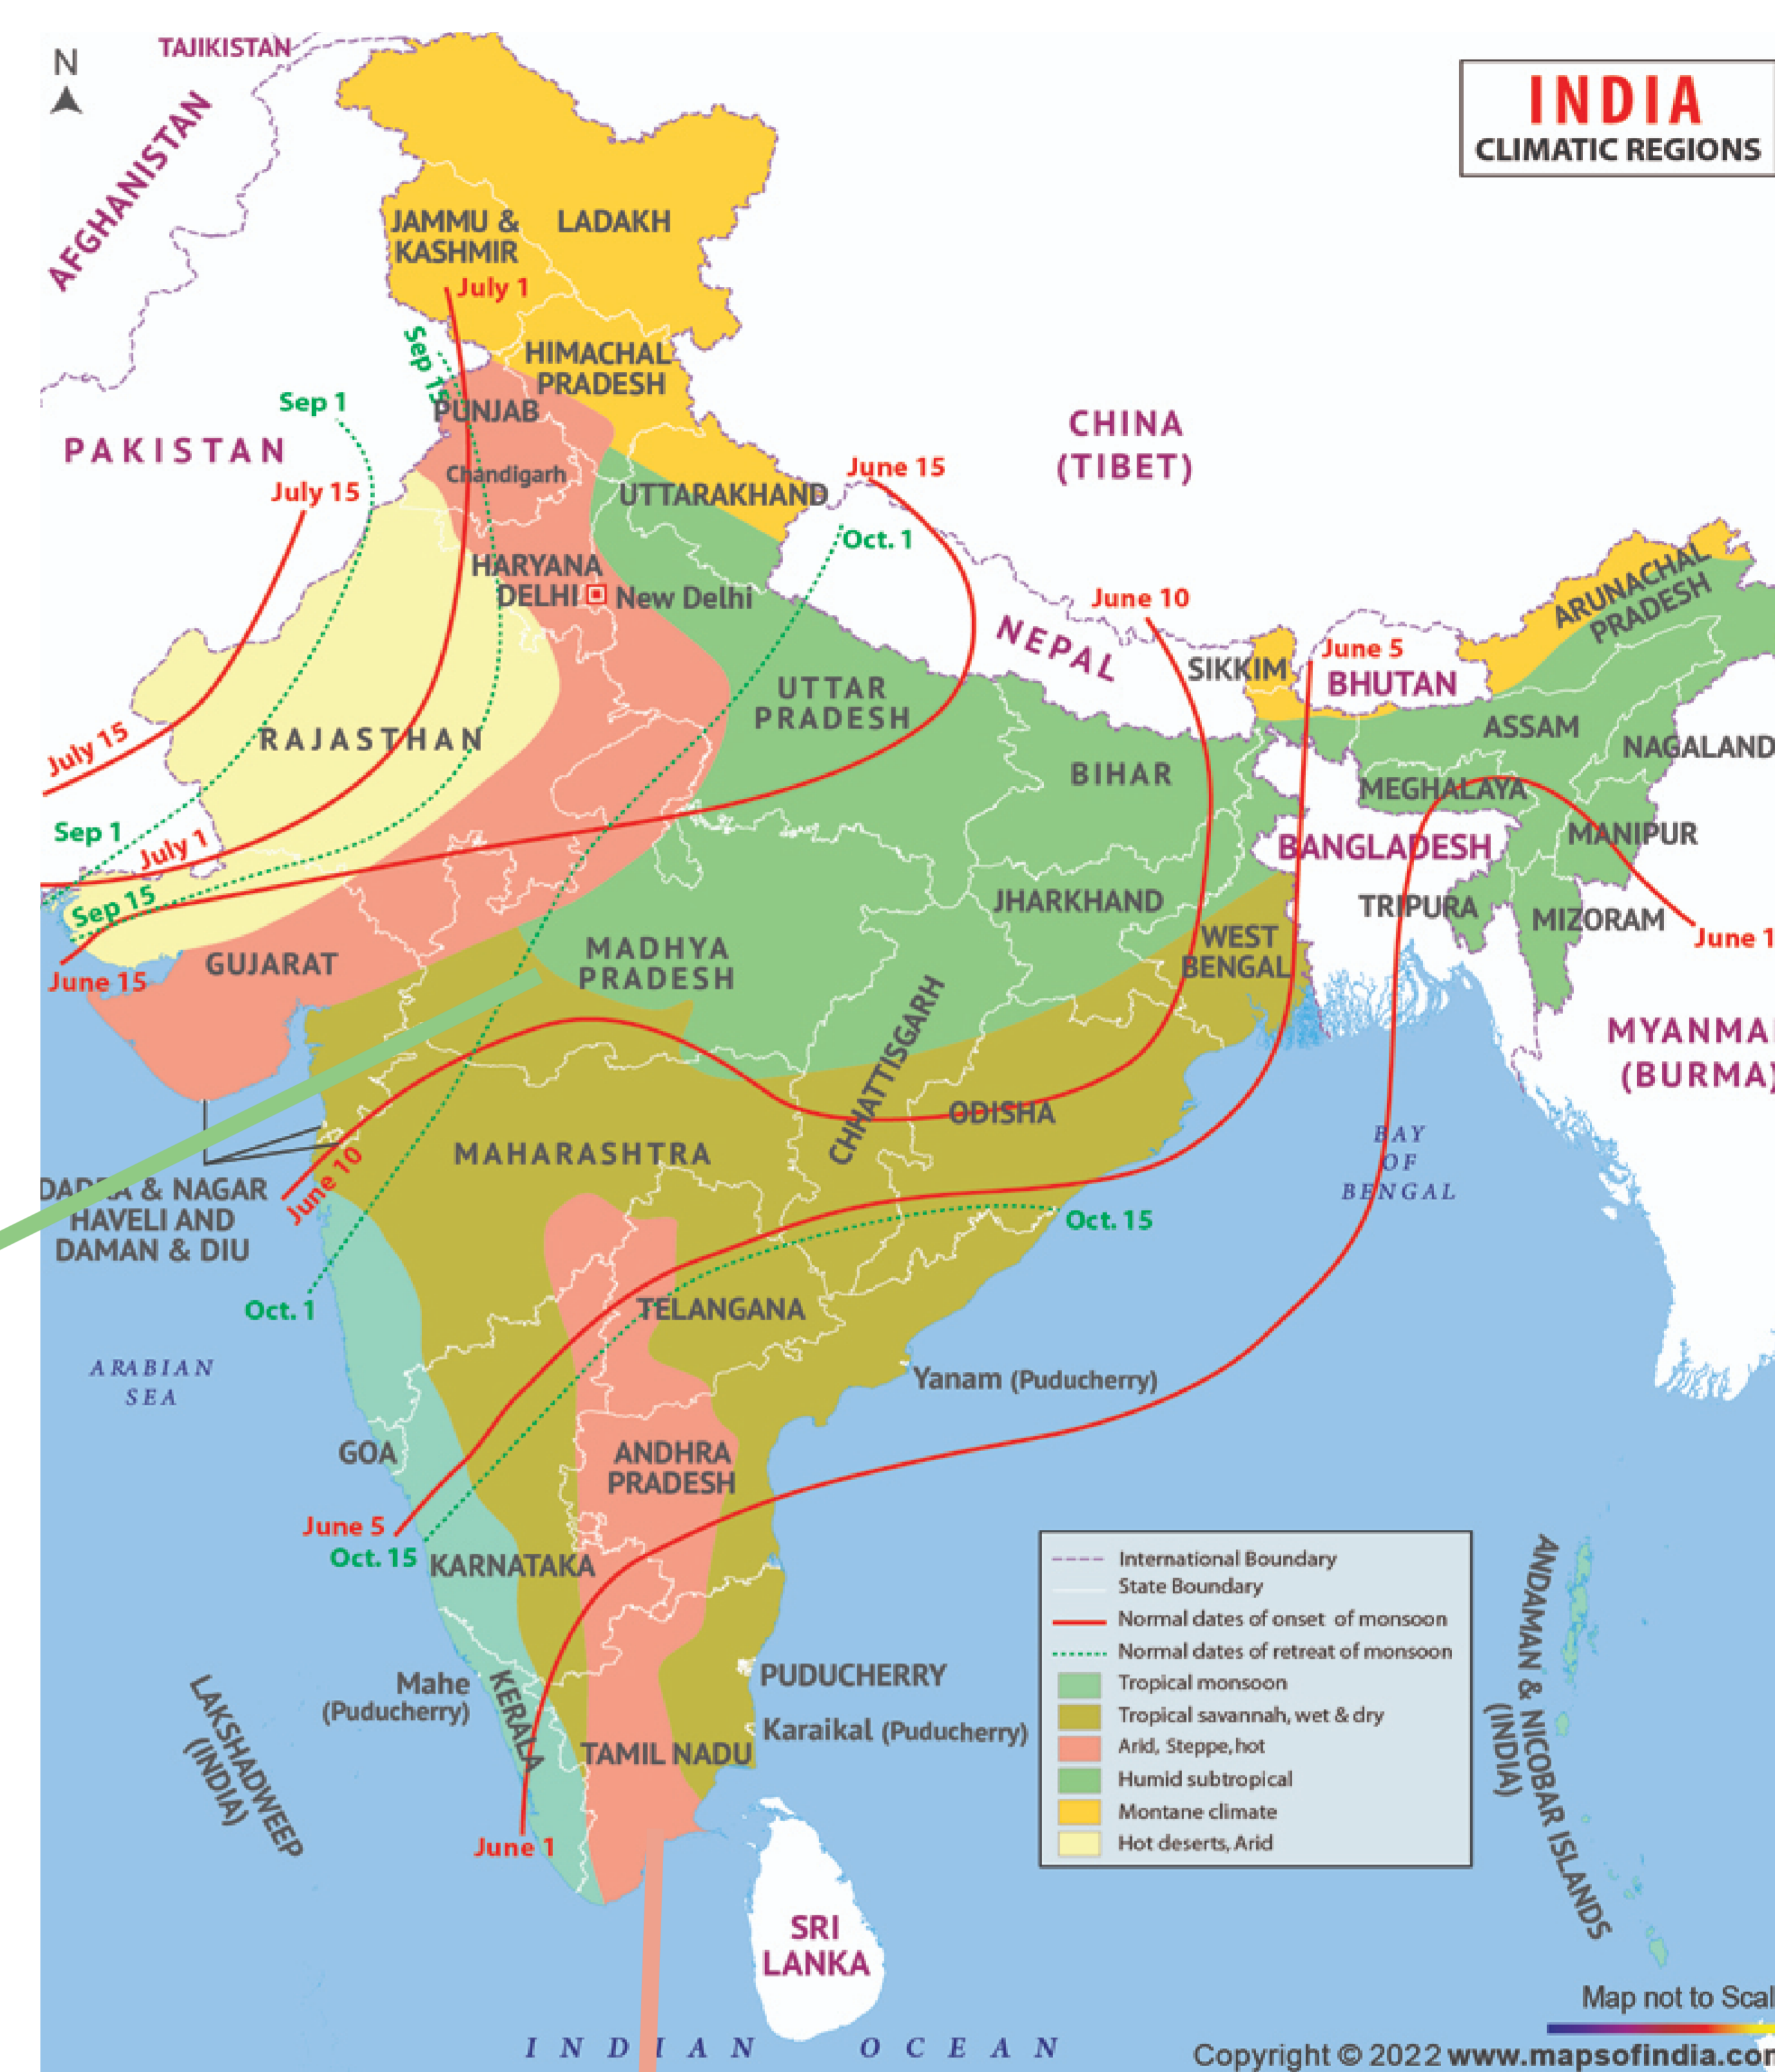 N
TAJIKISTAN
AFGHANISTAN
INDIA
CLIMATIC REGIONS
JAMMU &
KASHMIR
LADAKH
July 1
Sep 15
HIMACHAL
PRADESH
Sep 1
PUNJAB
PAKISTAN
CHINA
(TIBET)
Chandigarh
July 15
UTTARAKHAND
June 15
Oct. 1
HARYANA
DELHI
New Delhi
ARUNACHAL
PRADESH
June 10
NEPAL
SIKKIM
June 5
BHUTAN
UTTAR
PRADESH
RAJASTHAN
July 15
ASSAM
NAGALAND
BIHAR
MEGHALAYA
Sep 1
July 1
BANGLADESH
MANIPUR
Sep 15
JHARKHAND
TRIPURA
MIZORAM
June 1
WEST
BENGAL
MADHYA
PRADESH
GUJARAT
June 15
CHHATTISGARH
MYANMA
(BURMA)
ODISHA
BAY
OF
BENGAL
MAHARASHTRA
June 10
DADRA & NAGAR
HAVELI AND
DAMAN & DIU
Oct. 15
Oct. 1
TELANGANA
ARABIAN
SEA
Yanam (Puducherry)
GOA
ANDHRA
PRADESH
June 5
Oct. 15
KARNATAKA
International Boundary
State Boundary
Normal dates of onset of monsoon
Normal dates of retreat of monsoon
Tropical monsoon
Tropical savannah, wet & dry
Arid, Steppe, hot
Humid subtropical
Montane climate
Hot deserts, Arid
ANDAMAN & NICOBAR ISLANDS
(INDIA)
Mahe
(Puducherry)
KERALA
PUDUCHERRY
Karaikal (Puducherry)
LAKSHADWEEP
(INDIA)
TAMIL NADU
June 1
SRI
LANKA
Map not to Scal
INDIAN OCEAN
Copyright © 2022 www.mapsofindia.com